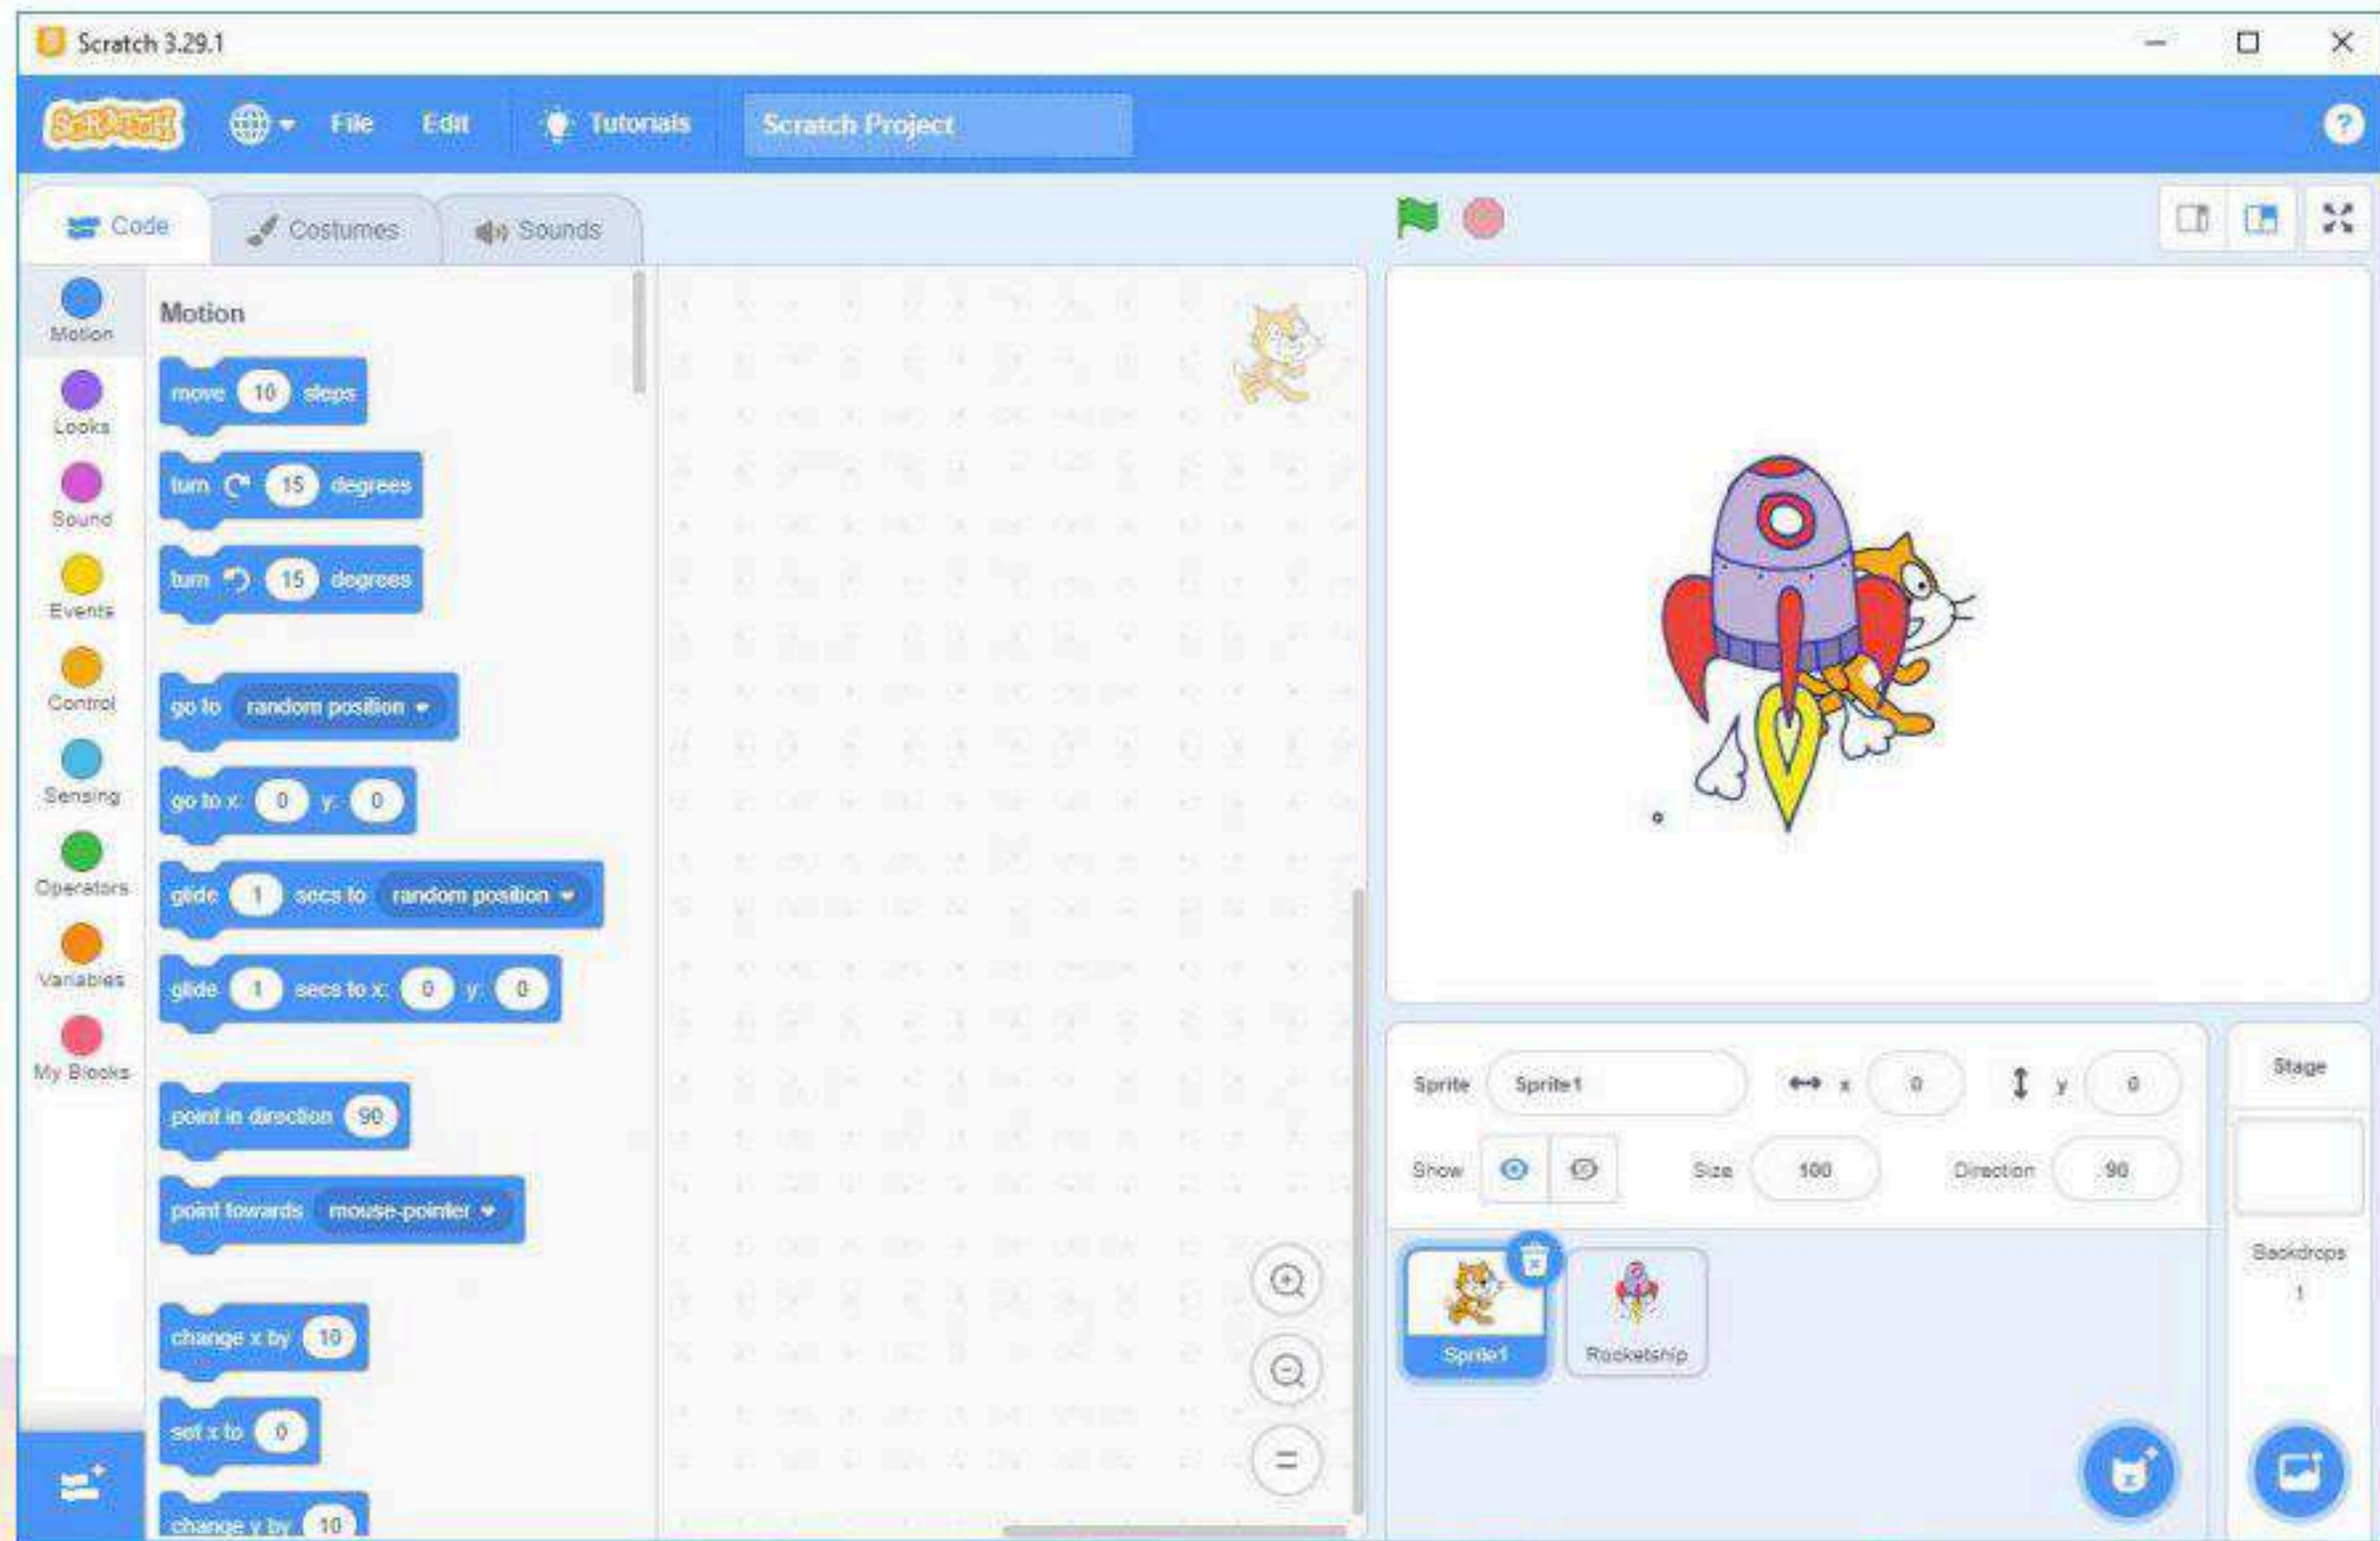 Scratch 3.29.1
SCRATCH
File Edit Tutorials Scratch Project ?
Code Costumes Sounds
Motion
Looks
Sound
Events
Control
Sensing
Operators
Variables
My Blocks
Motion
move 10 steps
turn 15 degrees
turn 15 degrees
go to random position
go to x: 0 y: 0
glide 1 secs to random position
glide 1 secs to x: 0 y: 0
point in direction 90
point towards mouse-pointer
change x by 10
set x to 0
change y by 10
Sprite Sprite1 x 0 y 0
Show Size 100 Direction 90
Sprite1 Rocketship
Stage
Backdrops
1